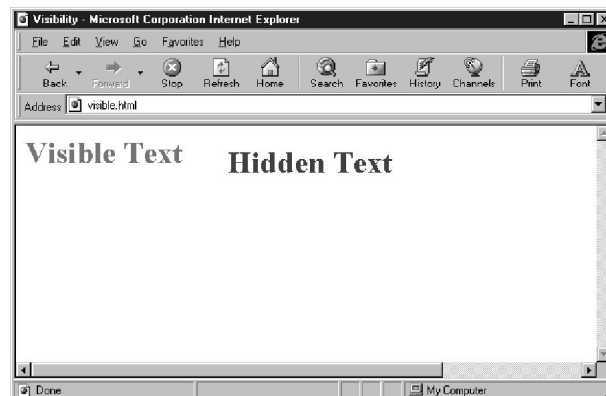 Visibility - Microsoft Corporation Internet Explorer
File Edit View Go Favorites Help
Back Forward Stop Refresh Home Search Favorites History Channels Print Font
Address visible.html
Visible Text Hidden Text
Done My Computer